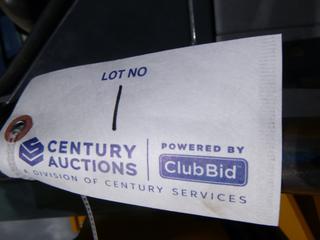 LOT NO
1
CENTURY
AUCTIONS
A DIVISION OF CENTURY SERVICES
POWERED BY
ClubBid